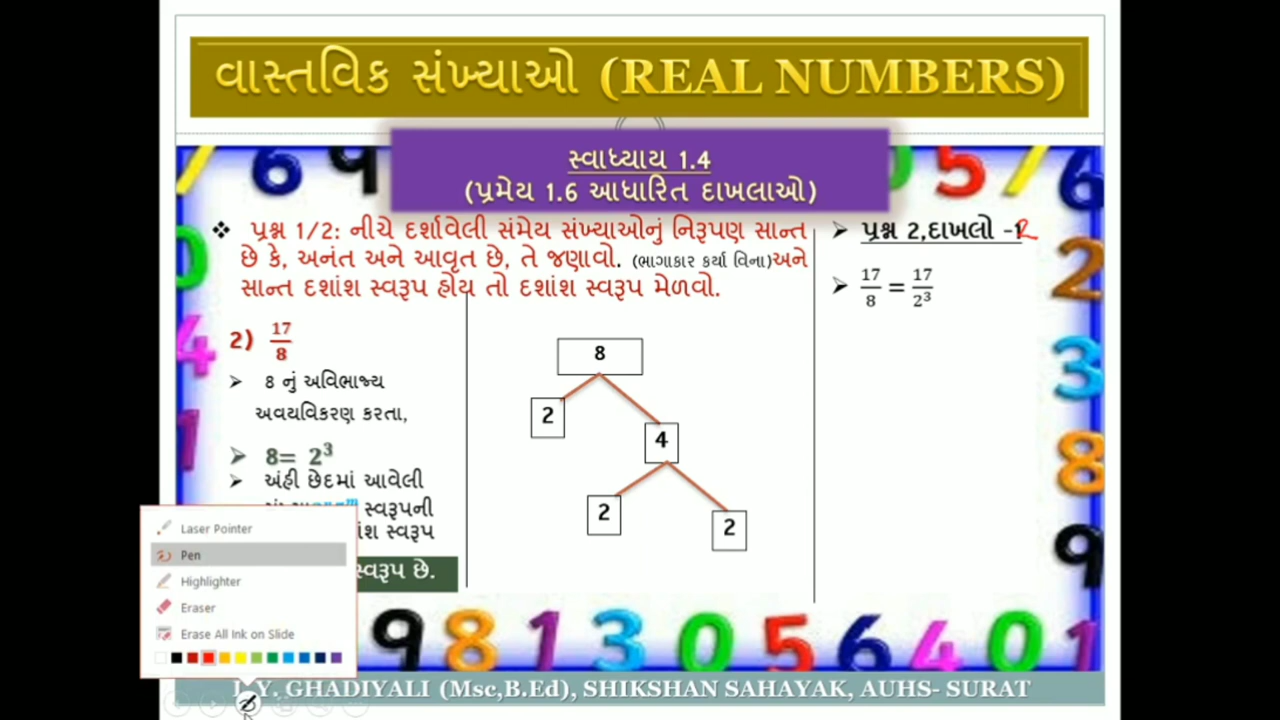 વાસ્તવિક સંખ્યાઓ (REAL NUMBERS)
સ્વાધ્યાય 1.4
(પ્રમેય 1.6 આધારિત દાખલાઓ)
❖ પ્રશ્ન 1/2: નીચે દર્શાવેલી સંમેય સંખ્યાઓનું નિરૂપણ સાન્ત
છે કે, અનંત અને આવૃત છે, તે જણાવો. (ભાગાકાર કર્યા વિના)અને
સાન્ત દશાંશ સ્વરૂપ હોય તો દશાંશ સ્વરૂપ મેળવો.
2) 17/8
➢ 8 નું અવિભાજ્ય
અવયવિકરણ કરતા,
➢ 8= 2³
➢ અંહી છેદમાં આવેલી
સ્વરૂપની
સ્વરૂપ
સ્વરૂપ છે.
8
2
4
2
2
➢ પ્રશ્ન 2,દાખલો -
➢ 17/8 = 17/2³
Laser Pointer
Pen
Highlighter
Eraser
Erase All Ink on Slide
Y. GHADIYALI (Msc,B.Ed), SHIKSHAN SAHAYAK, AUHS- SURAT